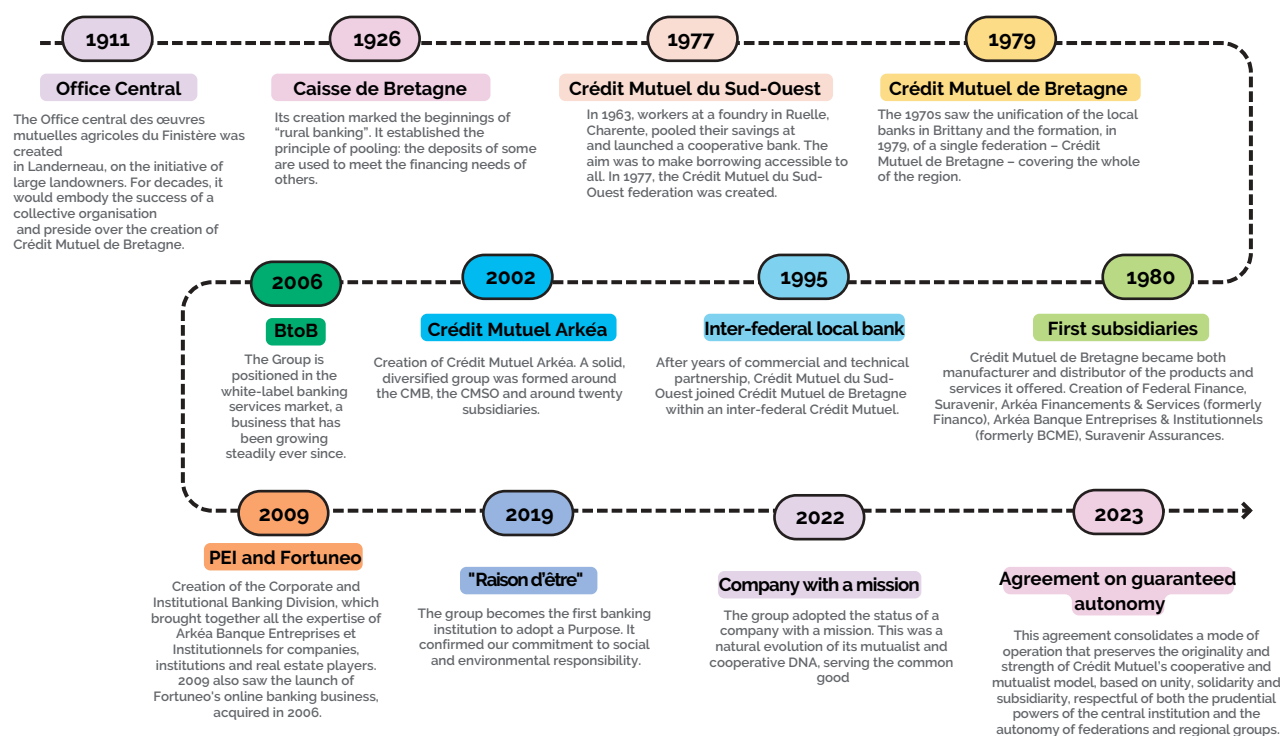 1911
Office Central
The Office central des œuvres
mutuelles agricoles du Finistère was
created
in Landerneau, on the initiative of
large landowners. For decades, it
would embody the success of a
collective organisation
and preside over the creation of
Crédit Mutuel de Bretagne.
1926
Caisse de Bretagne
Its creation marked the beginnings of
“rural banking”. It established the
principle of pooling: the deposits of some
are used to meet the financing needs of
others.
1977
Crédit Mutuel du Sud-Ouest
In 1963, workers at a foundry in Ruelle,
Charente, pooled their savings at
and launched a cooperative bank. The
aim was to make borrowing accessible to
all. In 1977, the Crédit Mutuel du Sud-
Ouest federation was created.
1979
Crédit Mutuel de Bretagne
The 1970s saw the unification of the local
banks in Brittany and the formation, in
1979, of a single federation – Crédit
Mutuel de Bretagne – covering the whole
of the region.
1980
First subsidiaries
Crédit Mutuel de Bretagne became both
manufacturer and distributor of the products and
services it offered. Creation of Federal Finance,
Suravenir, Arkéa Financements & Services (formerly
Financo), Arkéa Banque Entreprises & Institutionnels
(formerly BCME), Suravenir Assurances.
1995
Inter-federal local bank
After years of commercial and technical
partnership, Crédit Mutuel du Sud-
Ouest joined Crédit Mutuel de Bretagne
within an inter-federal Crédit Mutuel.
2002
Crédit Mutuel Arkéa
Creation of Crédit Mutuel Arkéa. A solid,
diversified group was formed around
the CMB, the CMSO and around twenty
subsidiaries.
2006
BtoB
The Group is
positioned in the
white-label banking
services market, a
business that has
been growing
steadily ever since.
2009
PEI and Fortuneo
Creation of the Corporate and
Institutional Banking Division, which
brought together all the expertise of
Arkéa Banque Entreprises et
Institutionnels for companies,
institutions and real estate players.
2009 also saw the launch of
Fortuneo's online banking business,
acquired in 2006.
2019
"Raison d'être"
The group becomes the first banking
institution to adopt a Purpose. It
confirmed our commitment to social
and environmental responsibility.
2022
Company with a mission
The group adopted the status of a
company with a mission. This was a
natural evolution of its mutualist and
cooperative DNA, serving the common
good
2023
Agreement on guaranteed
autonomy
This agreement consolidates a mode of
operation that preserves the originality and
strength of Crédit Mutuel's cooperative and
mutualist model, based on unity, solidarity and
subsidiarity, respectful of both the prudential
powers of the central institution and the
autonomy of federations and regional groups.